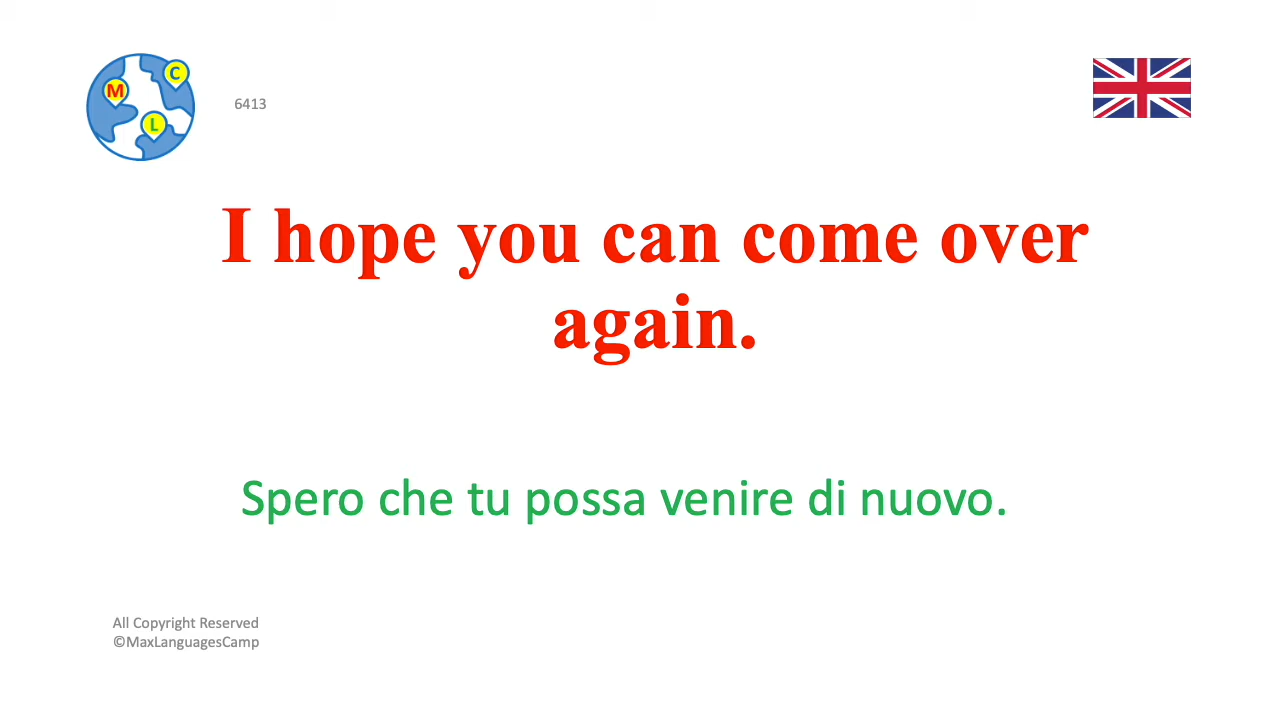 C
M
L
6413
I hope you can come over
again.
Spero che tu possa venire di nuovo.
All Copyright Reserved
©MaxLanguagesCamp